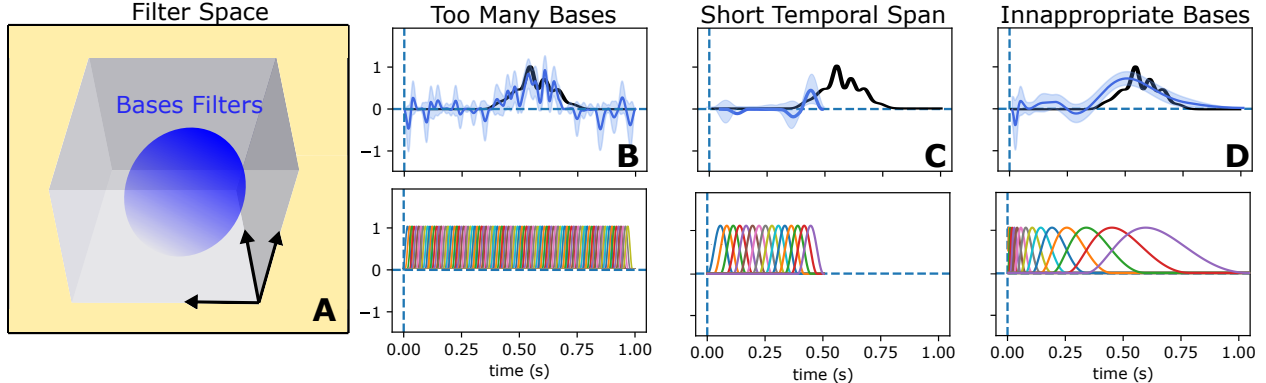 Filter Space
Bases Filters
A
Too Many Bases
1
0
−1
B
1
0
−1
0.00 0.25 0.50 0.75 1.00
time (s)
Short Temporal Span
C
0.00 0.25 0.50 0.75 1.00
time (s)
Innappropriate Bases
D
0.00 0.25 0.50 0.75 1.00
time (s)